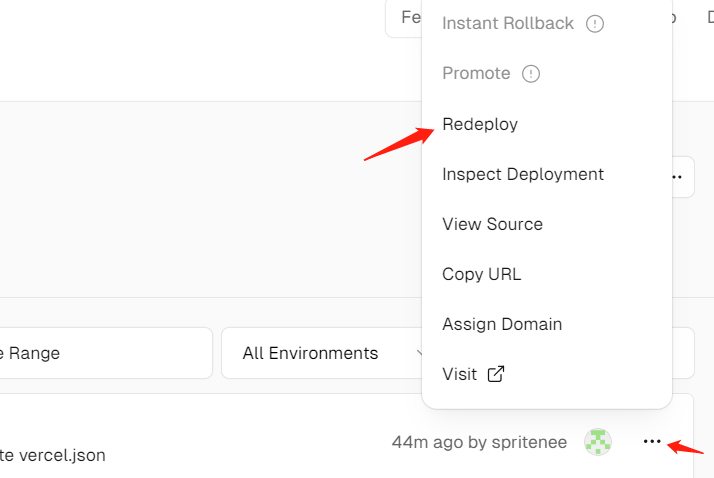 Fe
Instant Rollback
Promote
Redeploy
Inspect Deployment
View Source
Copy URL
Assign Domain
Visit
Range
All Environments
44m ago by spritenee
te vercel.json